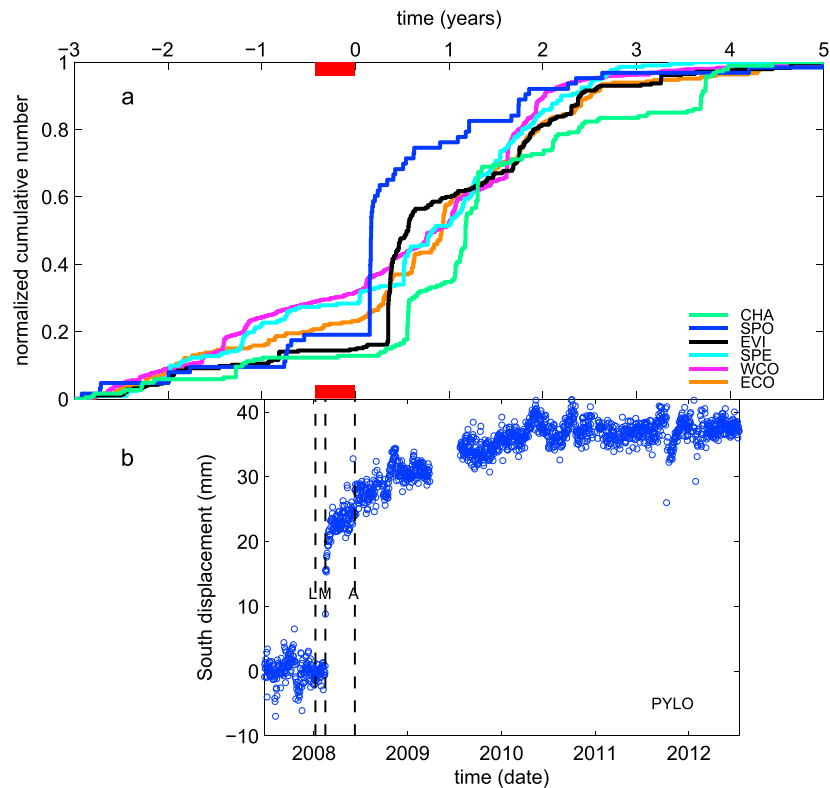 time (years)
−3 −2 −1 0 1 2 3 4 5
a
normalized cumulative number
1
0.8
0.6
0.4
0.2
0
CHA
SPO
EVI
SPE
WCO
ECO
b
South displacement (mm)
40
30
20
10
0
−10
L M A
PYLO
2008 2009 2010 2011 2012
time (date)